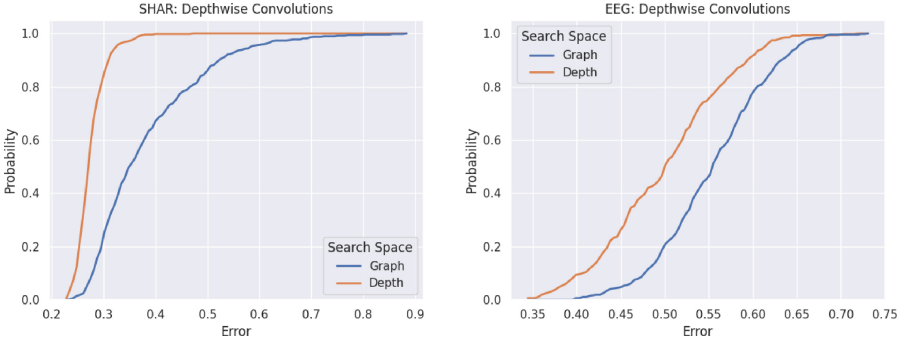 SHAR: Depthwise Convolutions
1.0
0.8
0.6
0.4
0.2
0.0
Probability
0.2 0.3 0.4 0.5 0.6 0.7 0.8 0.9
Error
Search Space
Graph
Depth
EEG: Depthwise Convolutions
Search Space
Graph
Depth
1.0
0.8
0.6
0.4
0.2
0.0
Probability
0.35 0.40 0.45 0.50 0.55 0.60 0.65 0.70 0.75
Error